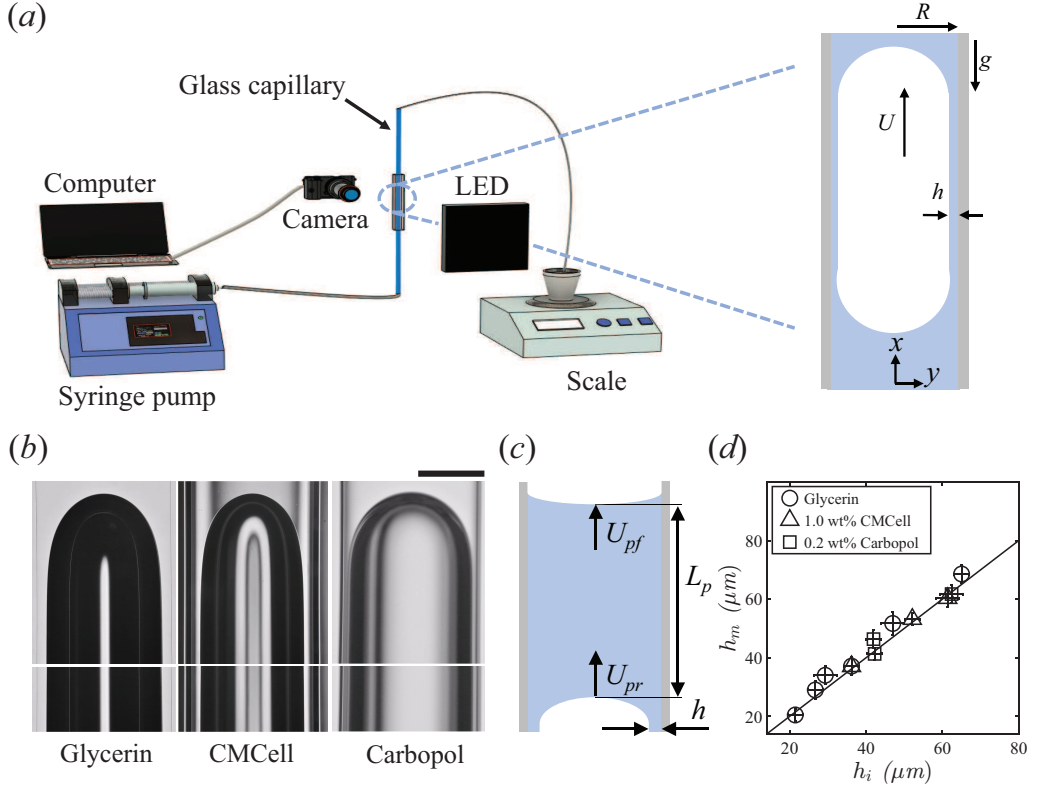 (a)
Glass capillary
Computer
Camera
LED
Syringe pump
Scale
R
g
U
h
x
y
(b)
Glycerin
CMCell
Carbopol
(c)
U_pf
L_p
U_pr
h
(d)
Glycerin
1.0 wt% CMCell
0.2 wt% Carbopol
h_m (μm)
80
60
40
20
20
40
60
80
h_i (μm)